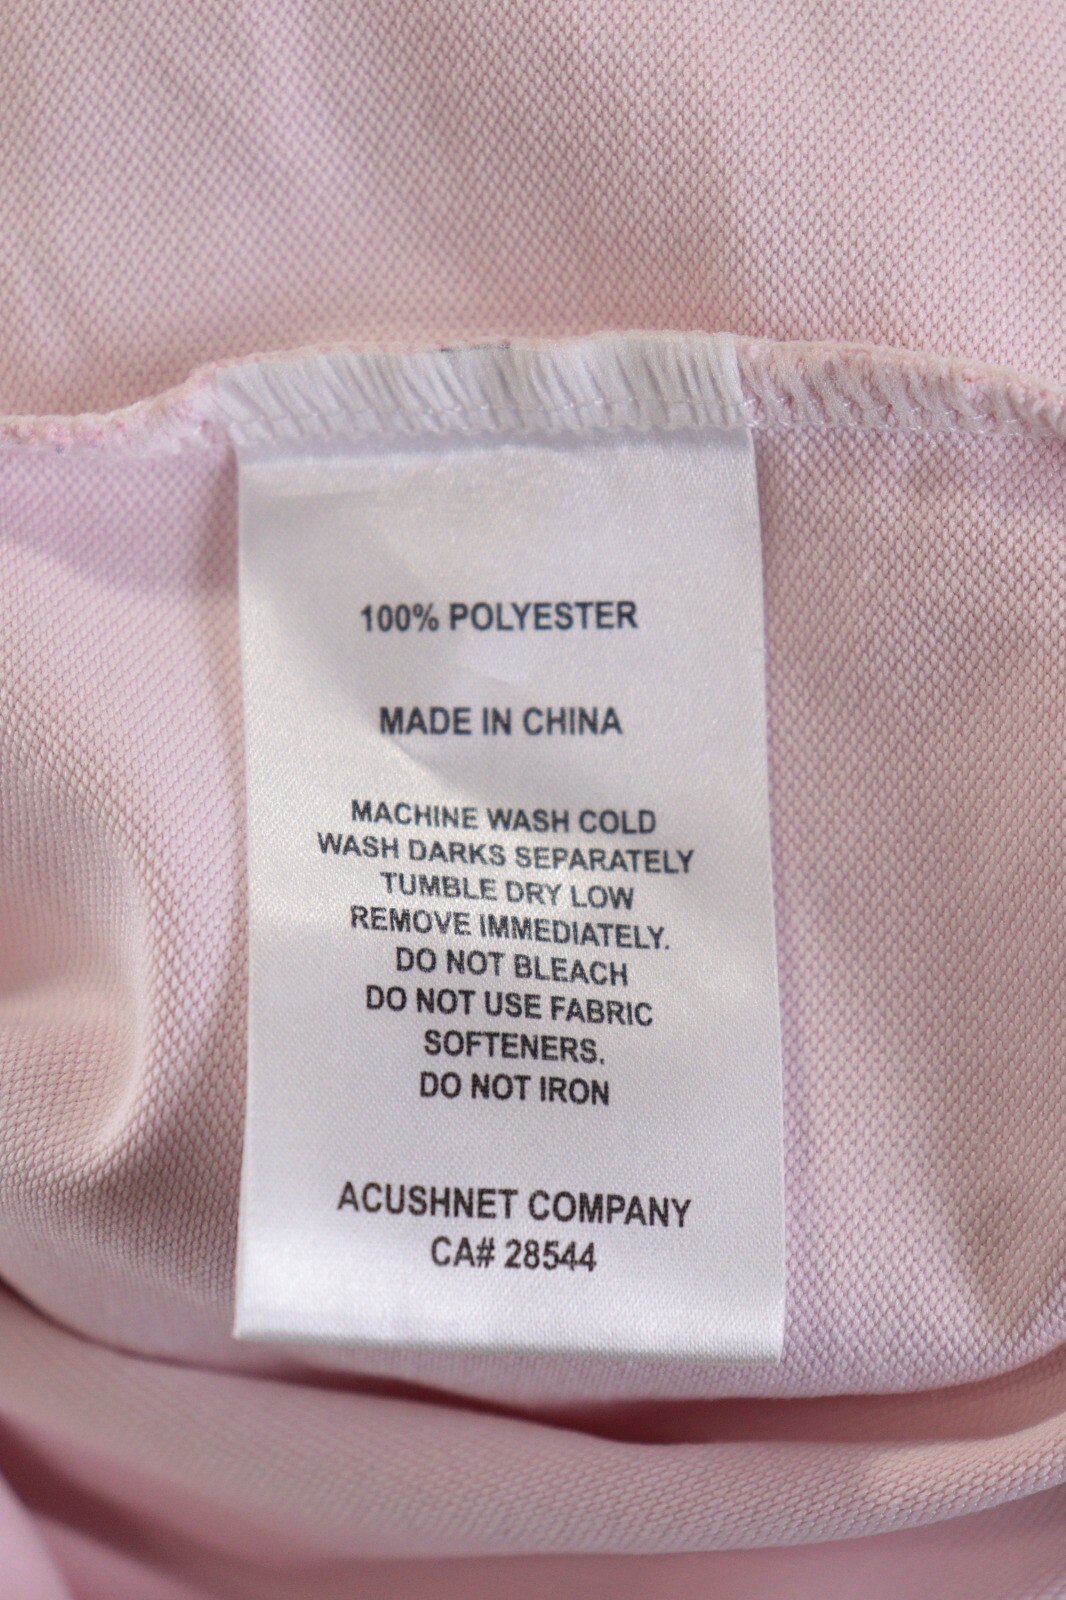 100% POLYESTER
MADE IN CHINA
MACHINE WASH COLD
WASH DARKS SEPARATELY
TUMBLE DRY LOW
REMOVE IMMEDIATELY.
DO NOT BLEACH
DO NOT USE FABRIC
SOFTENERS.
DO NOT IRON
ACUSHNET COMPANY
CA# 28544